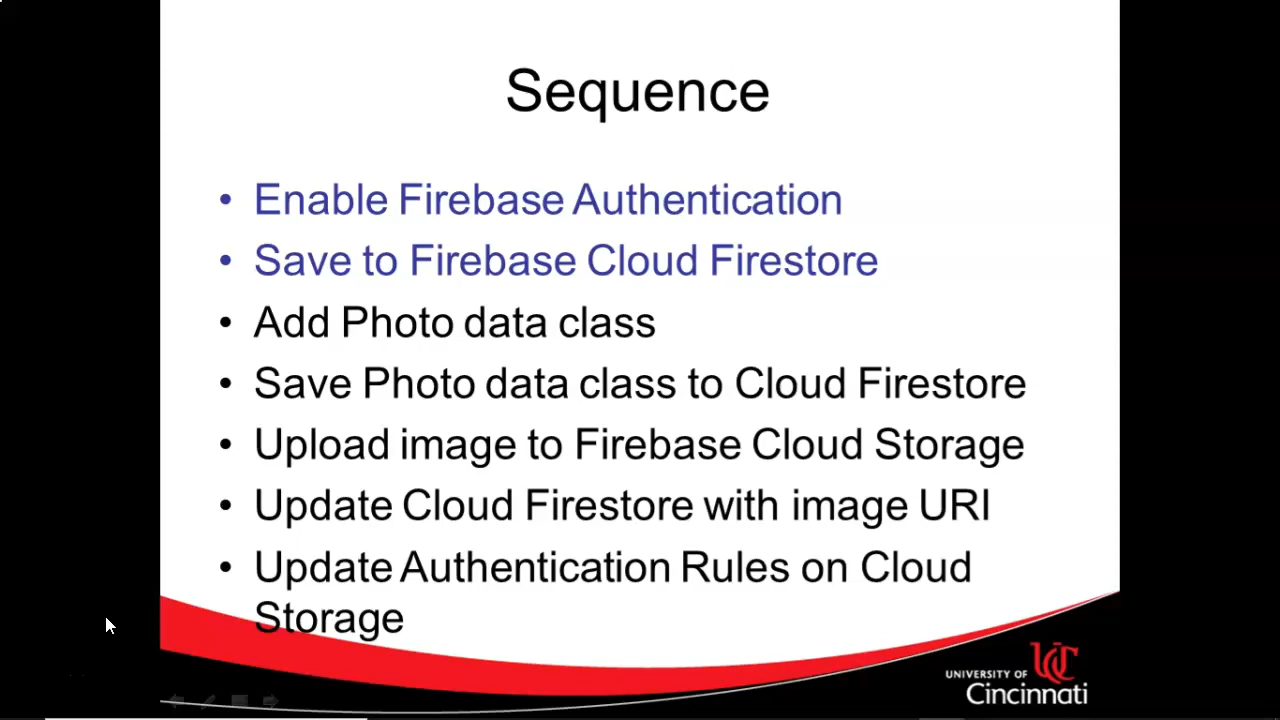 Sequence
• Enable Firebase Authentication
• Save to Firebase Cloud Firestore
• Add Photo data class
• Save Photo data class to Cloud Firestore
• Upload image to Firebase Cloud Storage
• Update Cloud Firestore with image URI
• Update Authentication Rules on Cloud
Storage
UC
UNIVERSITY OF
Cincinnati